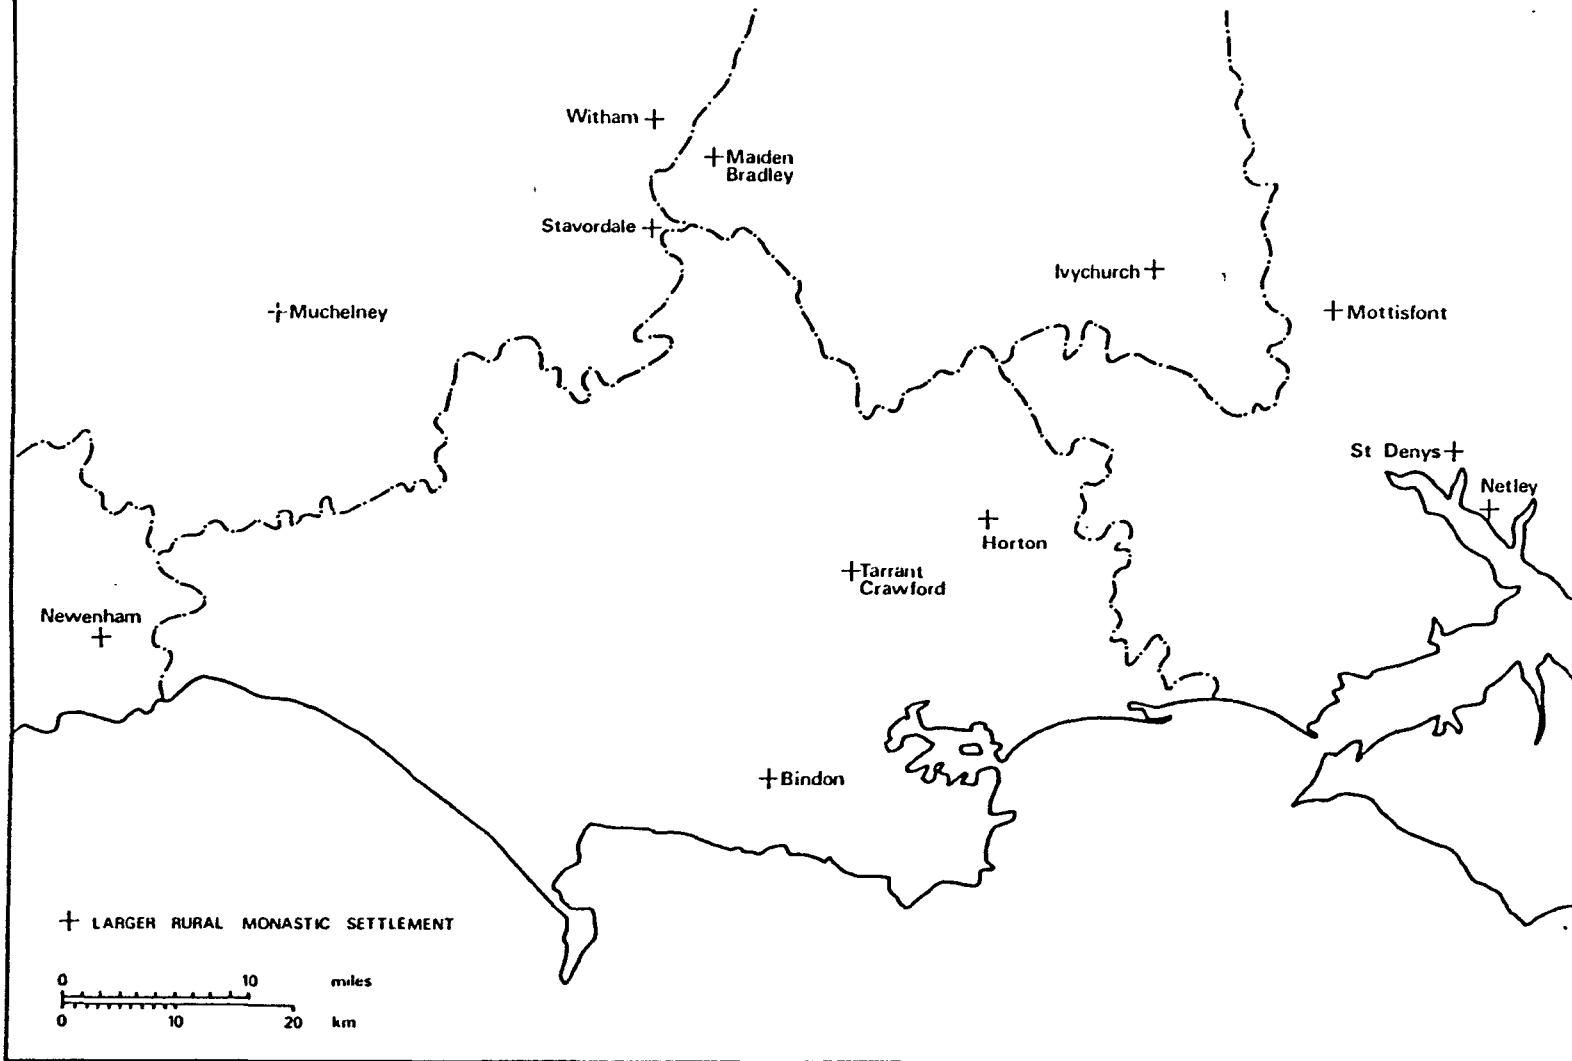 Witham
Maiden
Bradley
Stavordale
Ivychurch
Muchelney
Mottisfont
St Denys
Netley
Horton
Tarrant
Crawford
Newenham
Bindon
LARGER RURAL MONASTIC SETTLEMENT
0 10 miles
0 10 20 km